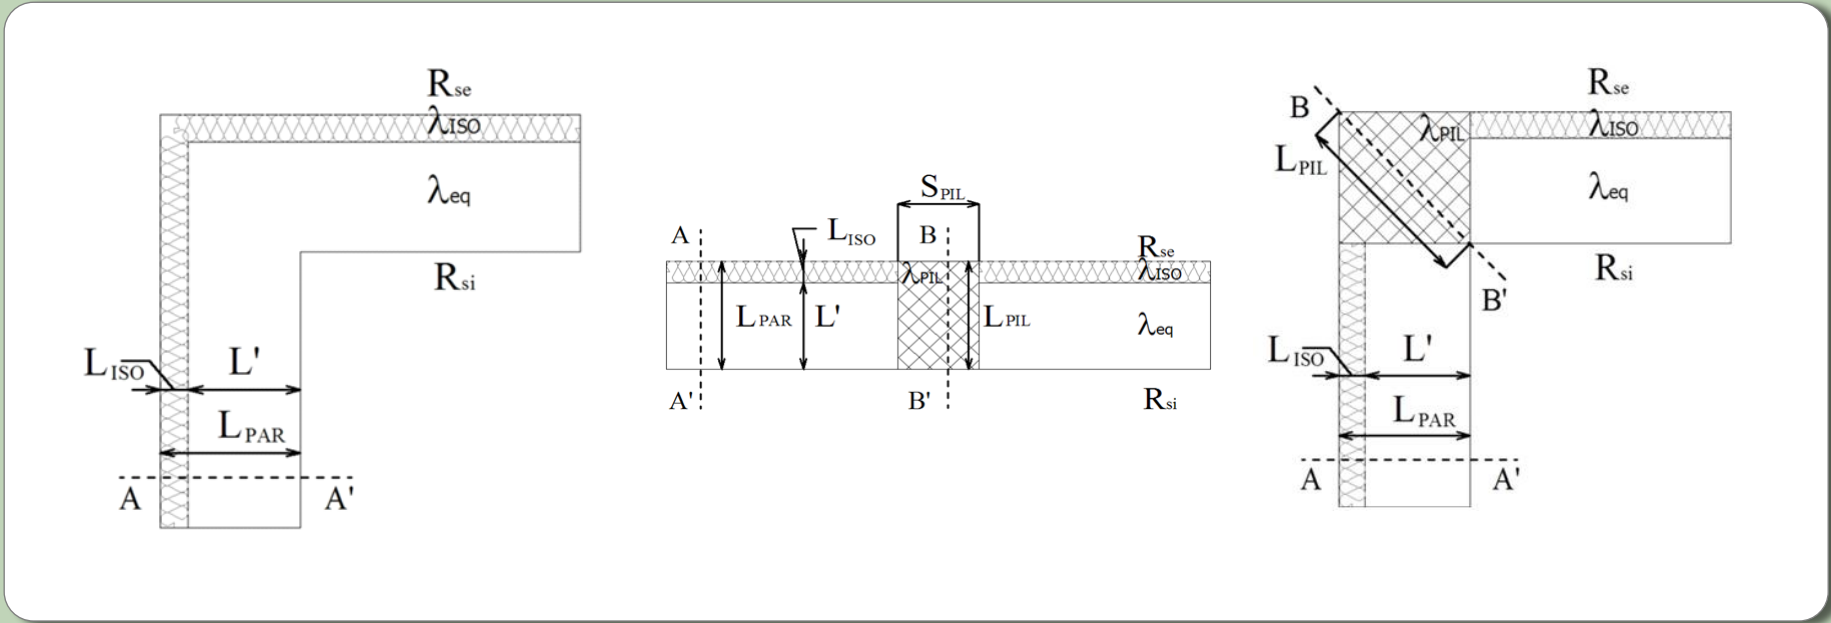 Rse
λISO
λeq
Rsi
LISO
L'
LPAR
A
A'
SPIL
A
LISO
B
Rse
λPIL
λISO
LPAR
L'
LPIL
λeq
A'
B'
Rsi
B
Rse
λPIL
λISO
LPIL
λeq
Rsi
B'
LISO
L'
LPAR
A
A'